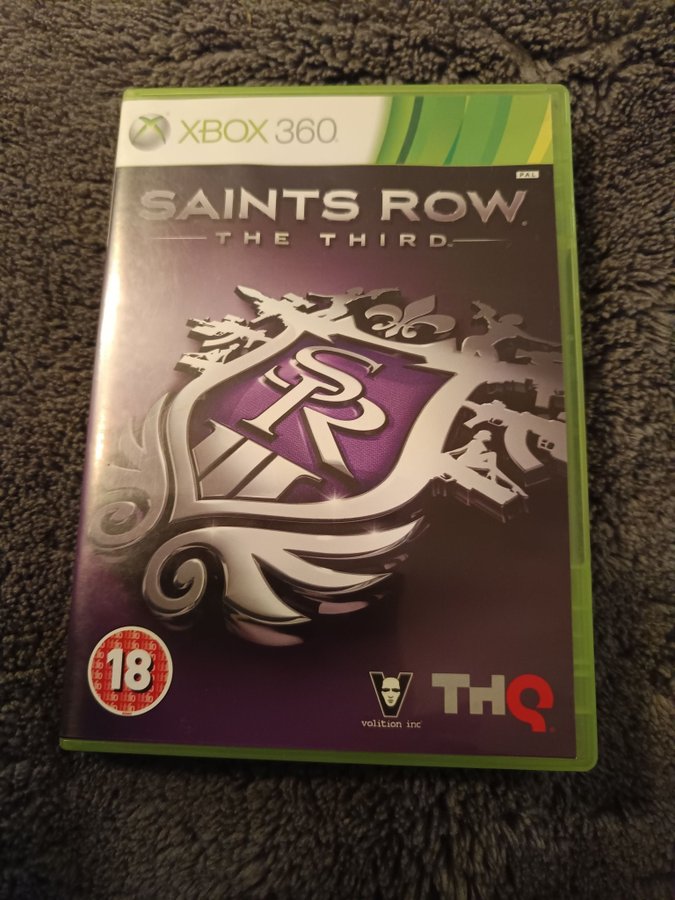 XBOX 360
PAL
SAINTS ROW
THE THIRD
SR
18
volition inc
THQ